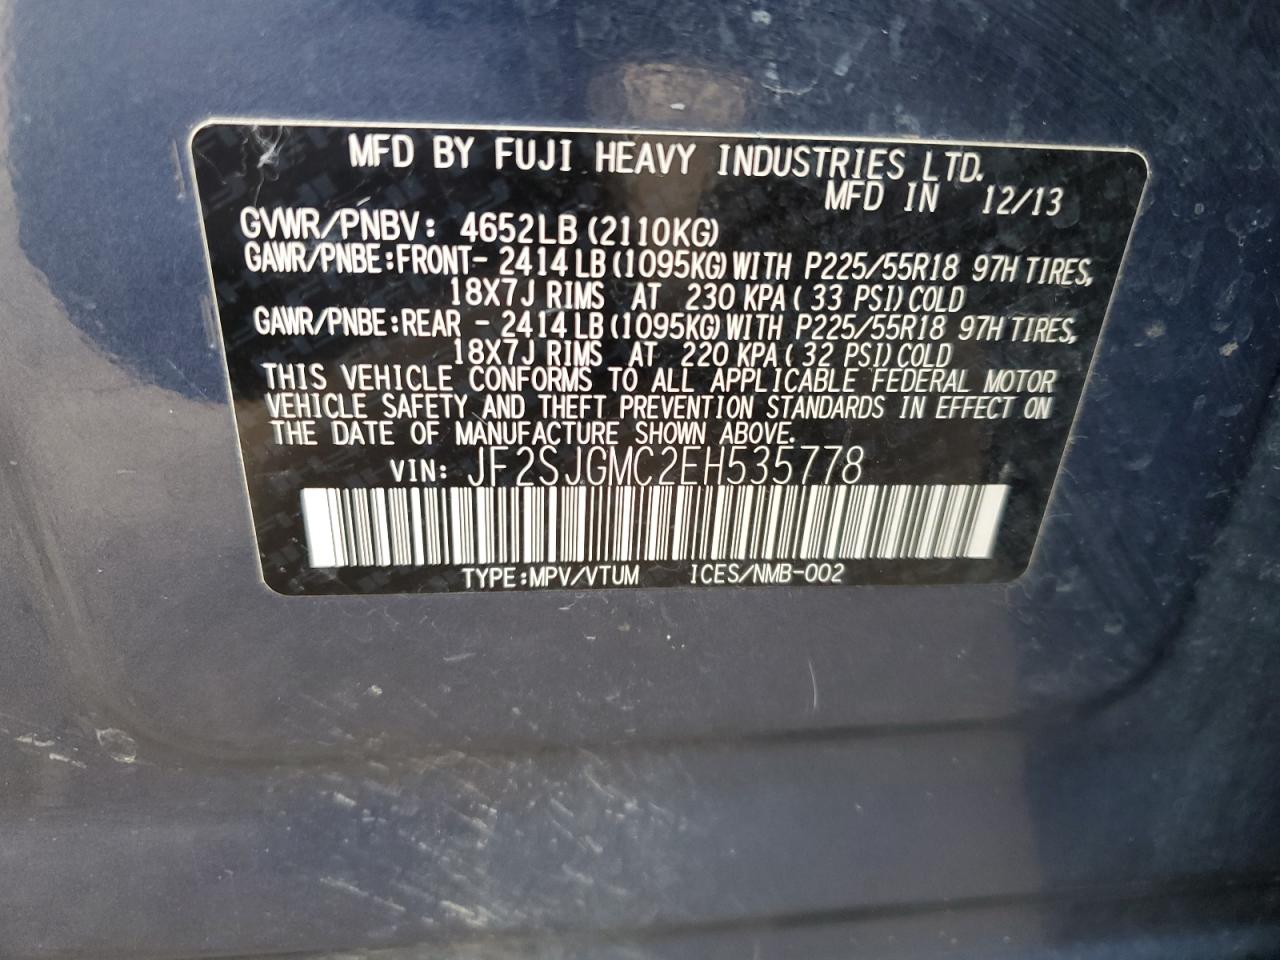 MFD BY FUJI HEAVY INDUSTRIES LTD.
MFD IN 12/13
GVWR/PNBV: 4652LB (2110KG)
GAWR/PNBE:FRONT- 2414LB (1095KG) WITH P225/55R18 97H TIRES,
18X7J RIMS AT 230 KPA ( 33 PSI) COLD
GAWR/PNBE:REAR - 2414LB (1095KG) WITH P225/55R18 97H TIRES,
18X7J RIMS AT 220 KPA ( 32 PSI) COLD
THIS VEHICLE CONFORMS TO ALL APPLICABLE FEDERAL MOTOR
VEHICLE SAFETY AND THEFT PREVENTION STANDARDS IN EFFECT ON
THE DATE OF MANUFACTURE SHOWN ABOVE.
VIN: JF2SJGMC2EH535778
TYPE:MPV/VTUM ICES/NMB-002